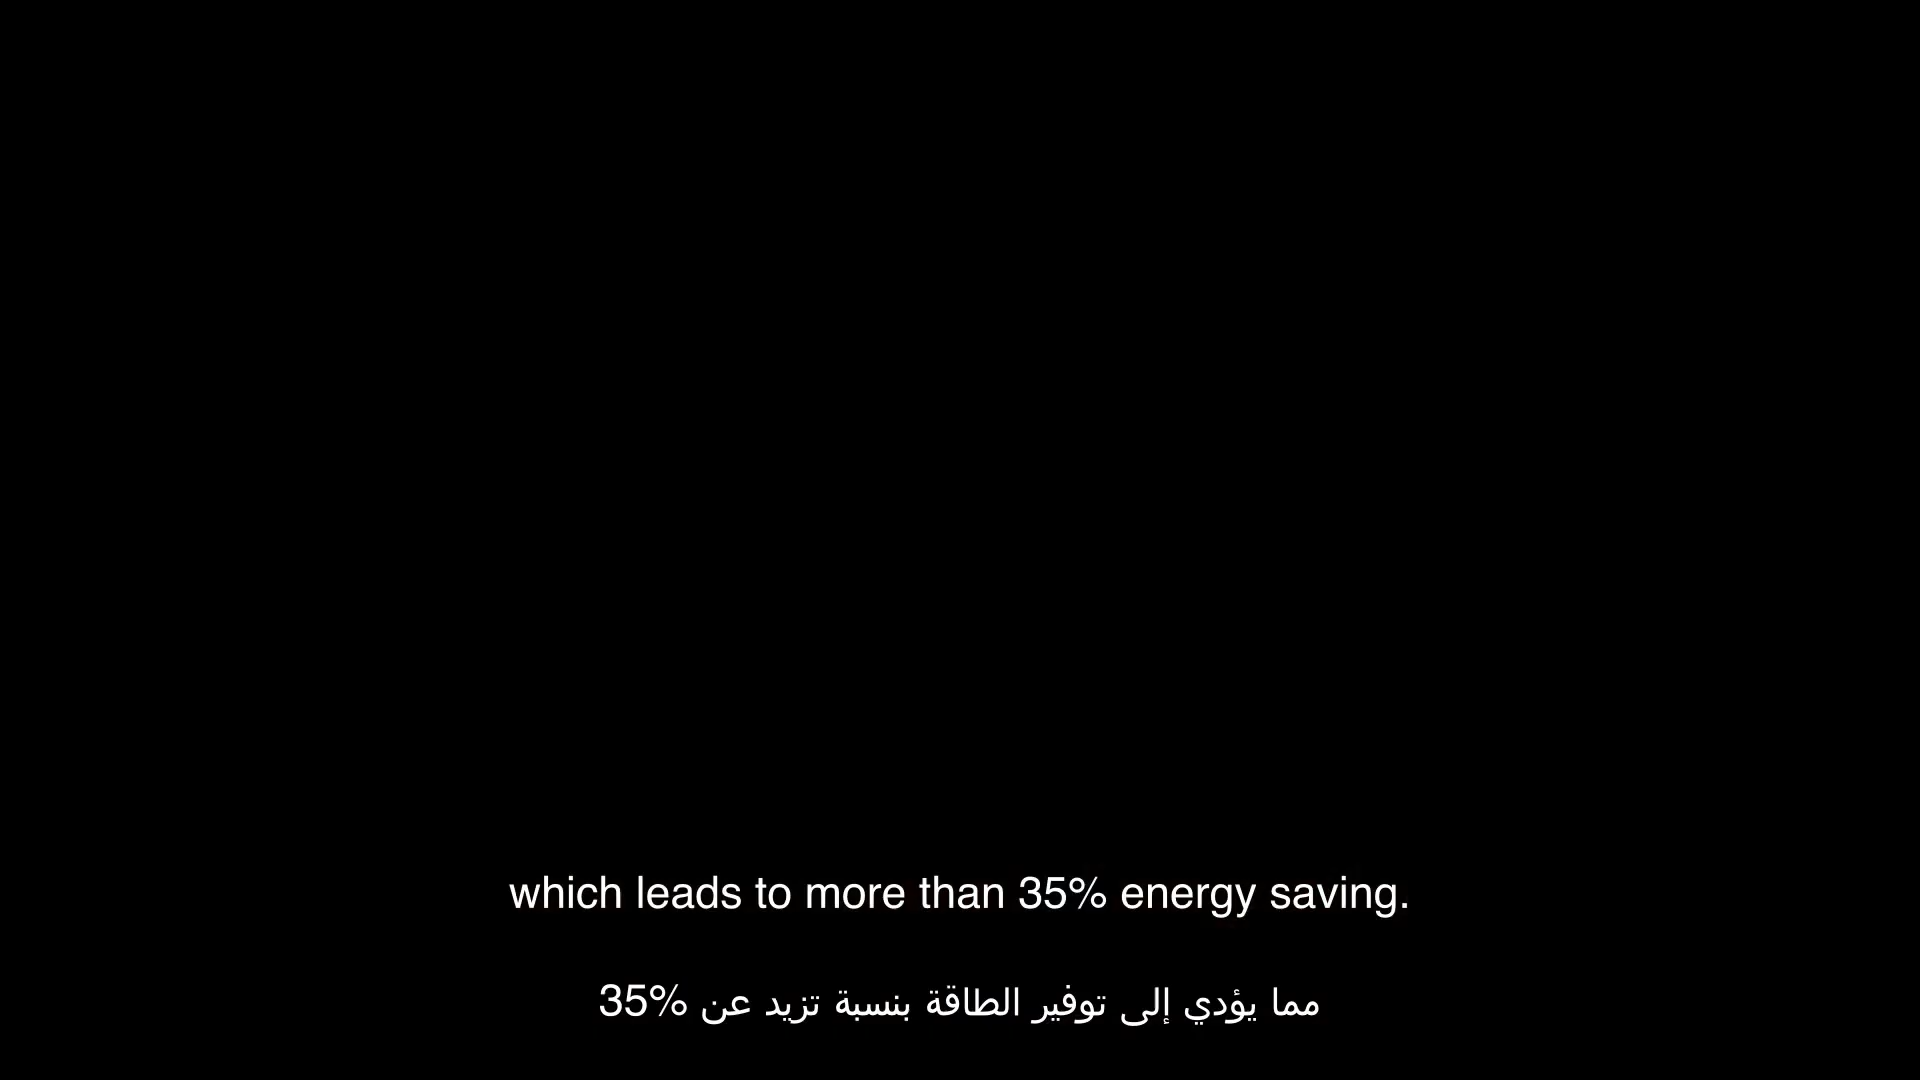 which leads to more than 35% energy saving.
مما يؤدي إلى توفير الطاقة بنسبة تزيد عن 35%